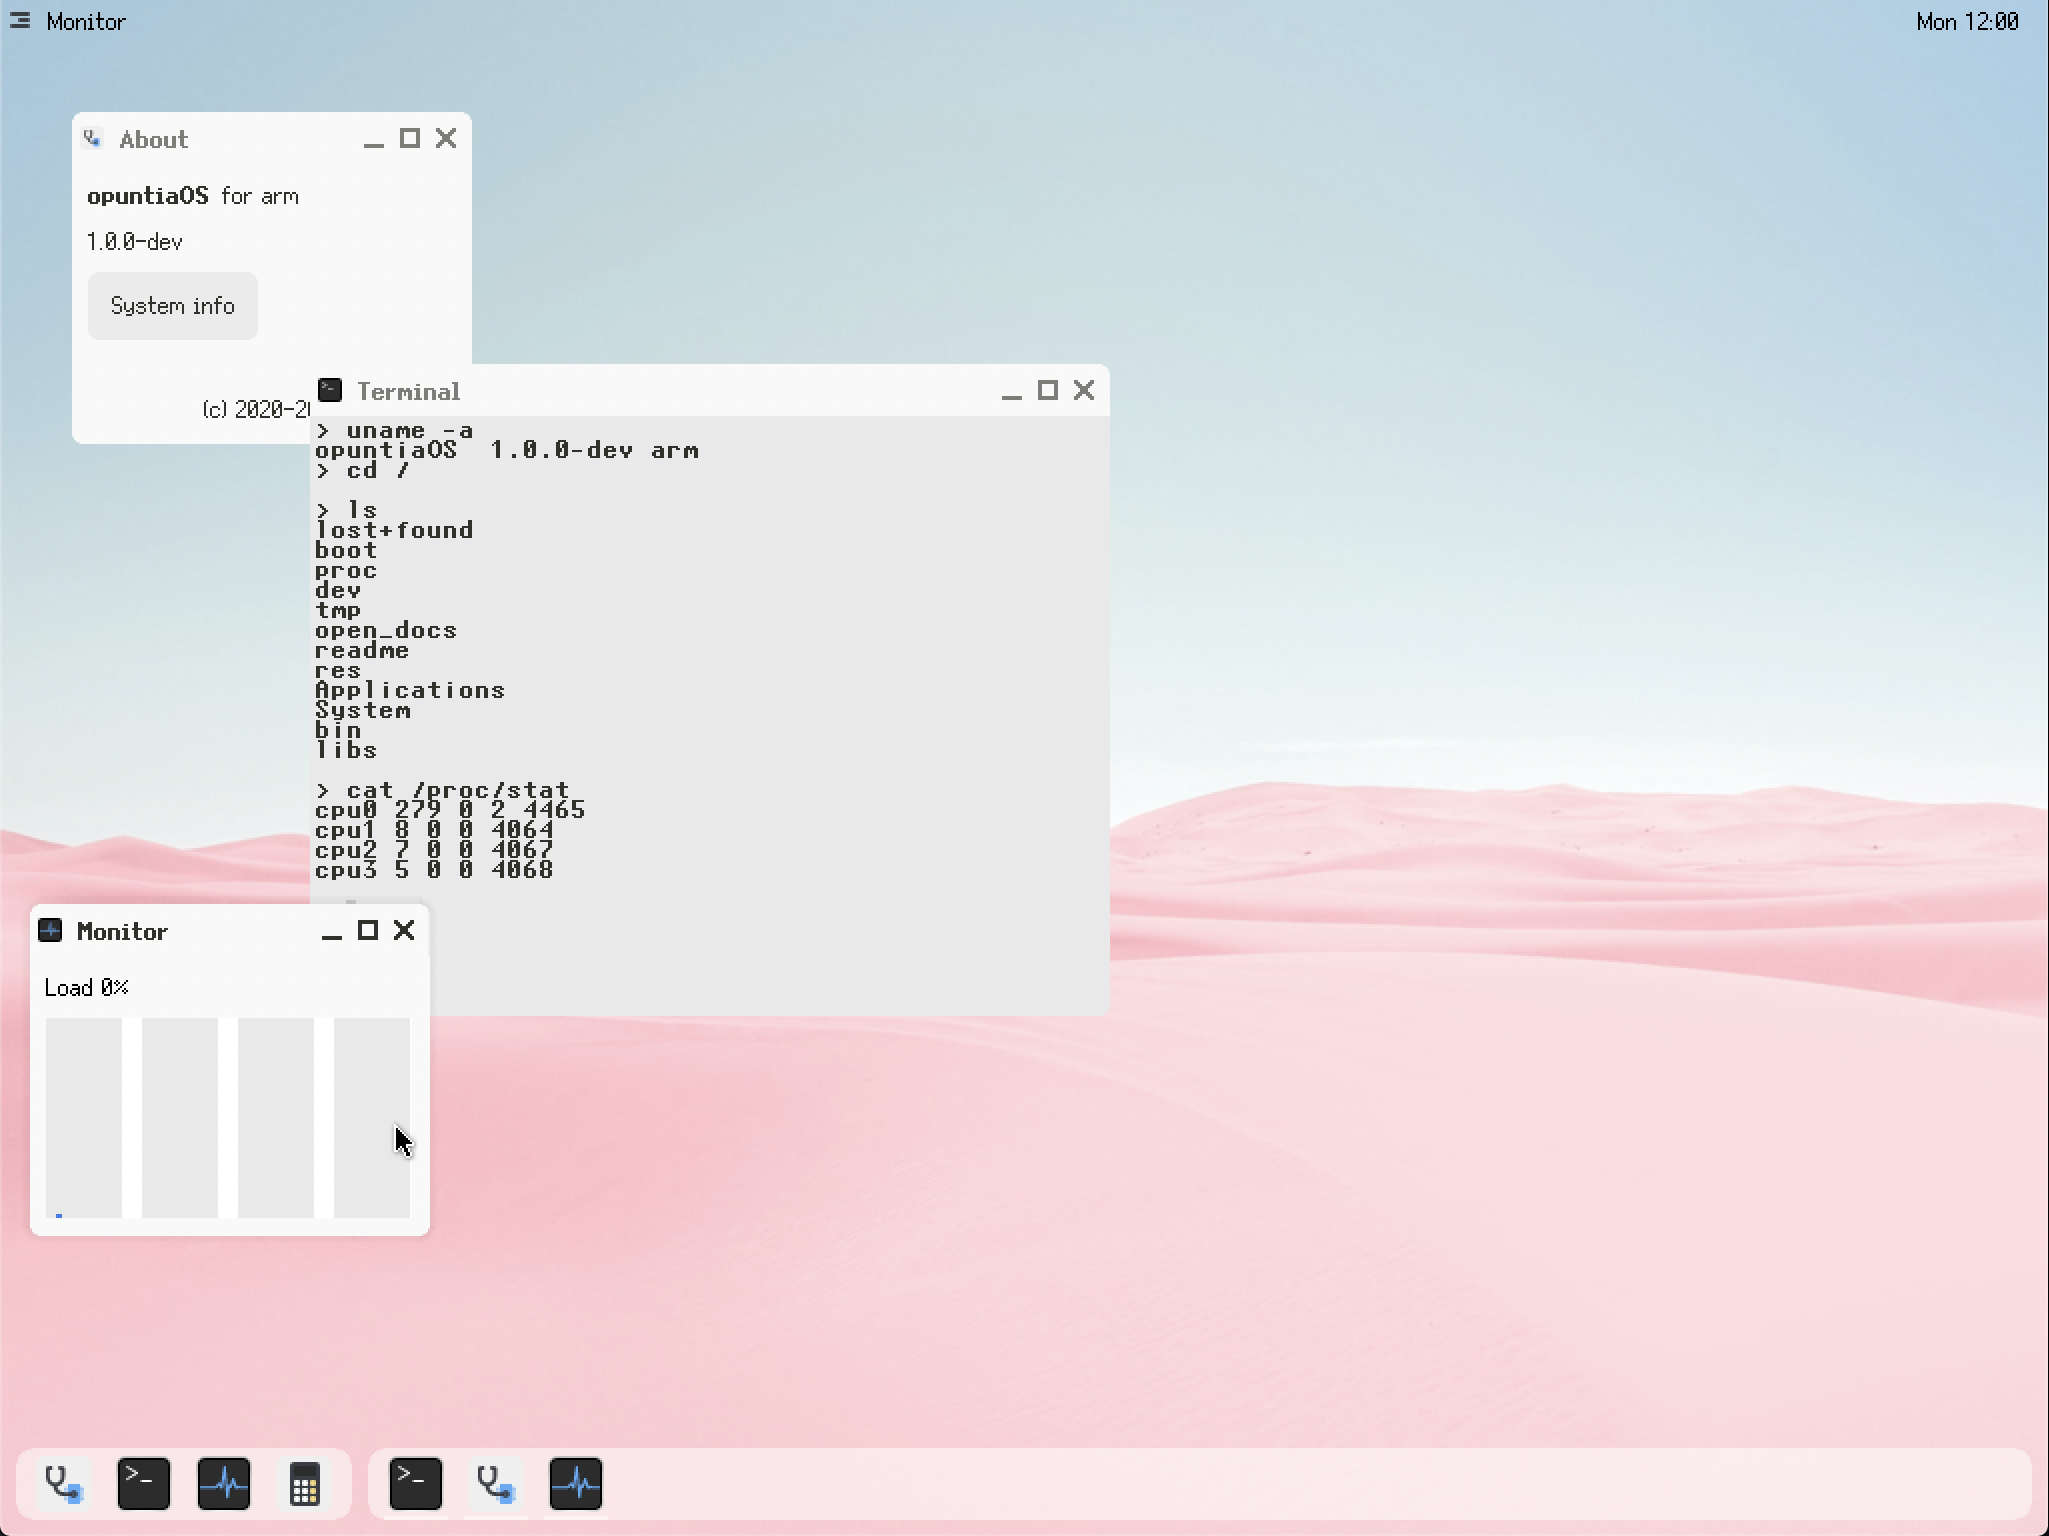 Monitor
Mon 12:00
About
opuntiaOS for arm
1.0.0-dev
System info
(c) 2020-2
Terminal
> uname -a
opuntiaOS  1.0.0-dev arm
> cd /
> ls
lost+found
boot
proc
dev
tmp
open_docs
readme
res
Applications
System
bin
libs
> cat /proc/stat
cpu0 279 0 2 4465
cpu1 8 0 0 4064
cpu2 7 0 0 4067
cpu3 5 0 0 4068
Monitor
Load 0%